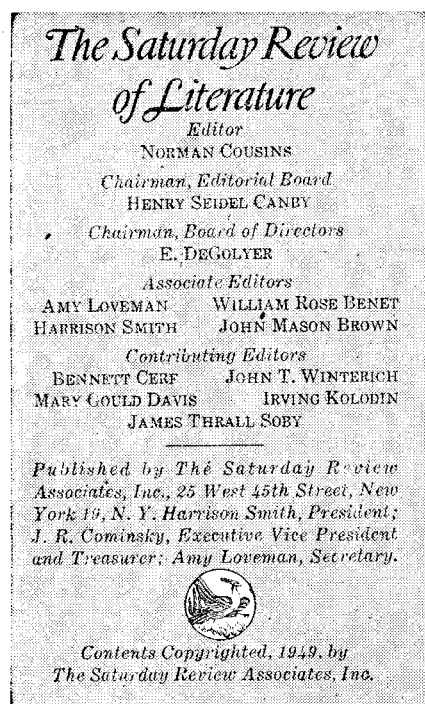 The Saturday Review
of Literature
Editor
NORMAN COUSINS
Chairman, Editorial Board
HENRY SEIDEL CANBY
Chairman, Board of Directors
E. DEGOLYER
Associate Editors
AMY LOVEMAN WILLIAM ROSE BENET
HARRISON SMITH JOHN MASON BROWN
Contributing Editors
BENNETT CERF JOHN T. WINTERICH
MARY GOULD DAVIS IRVING KOLODIN
JAMES THRALL SOBY
Published by The Saturday Review
Associates, Inc., 25 West 45th Street, New
York 19, N. Y. Harrison Smith, President;
J. R. Cominsky, Executive Vice President
and Treasurer; Amy Loveman, Secretary.
Contents Copyrighted, 1949, by
The Saturday Review Associates, Inc.